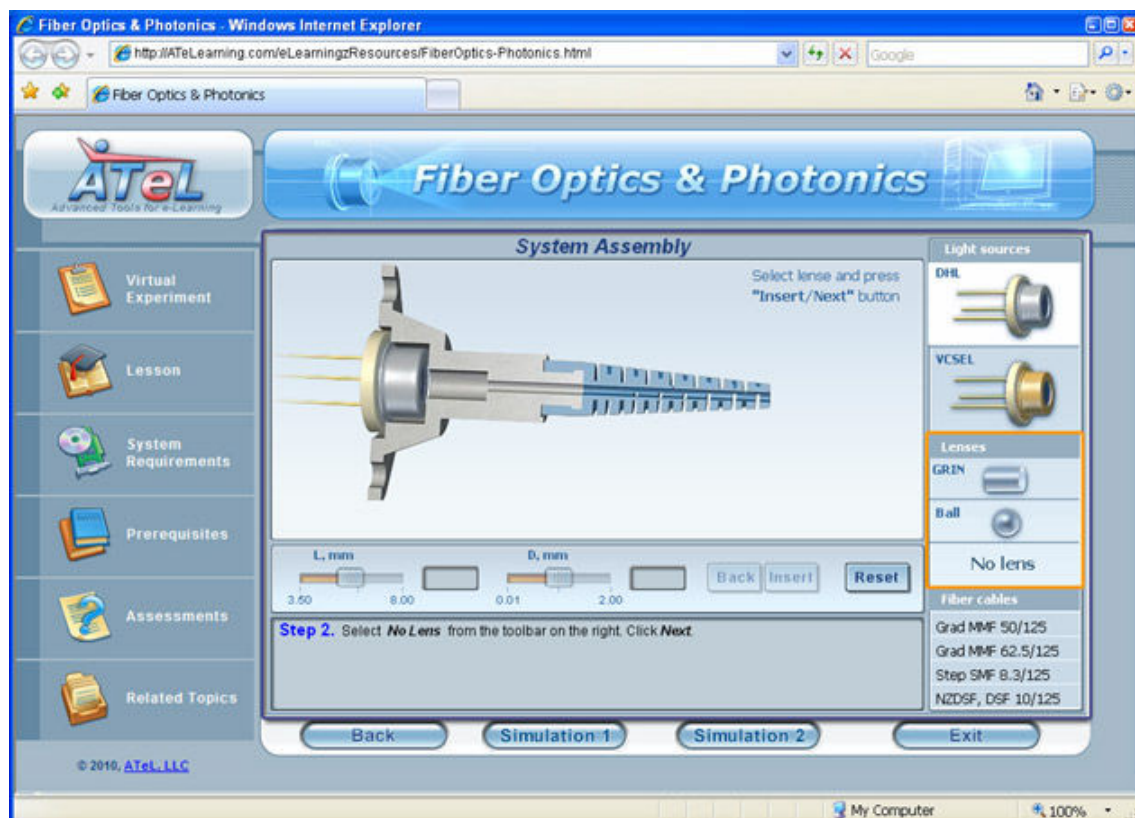 Fiber Optics & Photonics - Windows Internet Explorer
http://ATeLearning.com/eLearningzResources/FiberOptics-Photonics.html
Google
Fiber Optics & Photonics
ATeL
Advanced Tools for e-Learning
Fiber Optics & Photonics
Virtual
Experiment
Lesson
System
Requirements
Prerequisites
Assessments
Related Topics
© 2010, ATeL, LLC
System Assembly
Select lense and press
"Insert/Next" button
L, mm
3.50 8.00
D, mm
0.01 2.00
Back Insert Reset
Step 2. Select No Lens from the toolbar on the right. Click Next.
Light sources
DHL
VCSEL
Lenses
GRIN
Ball
No lens
Fiber cables
Grad MMF 50/125
Grad MMF 62.5/125
Step SMF 8.3/125
NZDSF, DSF 10/125
Back Simulation 1 Simulation 2 Exit
My Computer 100%